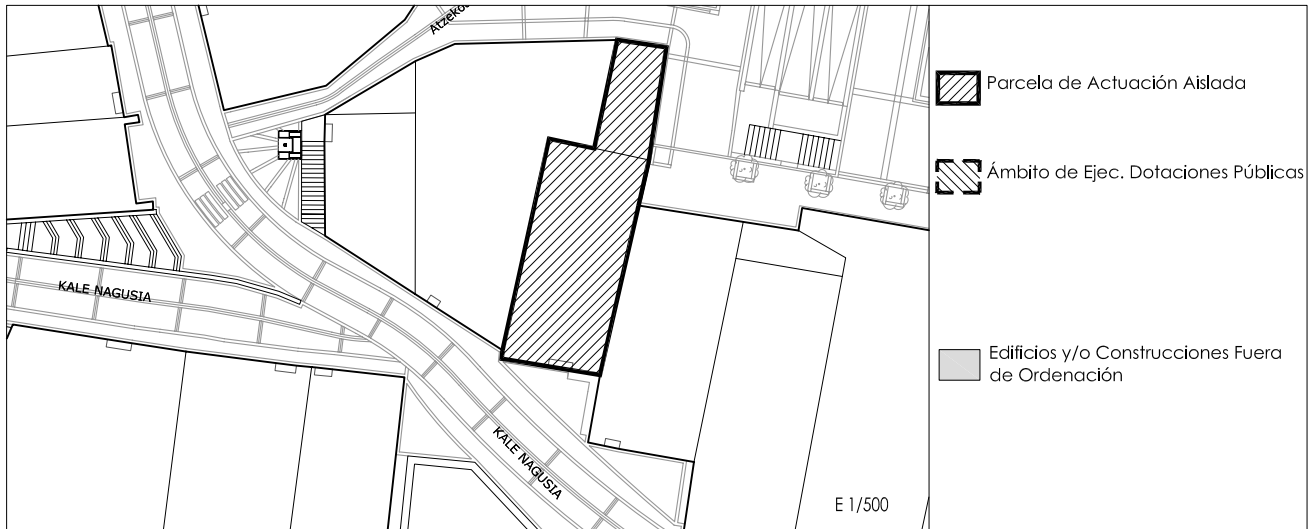 KALE NAGUSIA
KALE NAGUSIA
E 1/500
Parcela de Actuación Aislada
Ámbito de Ejec. Dotaciones Públicas
Edificios y/o Construcciones Fuera
de Ordenación